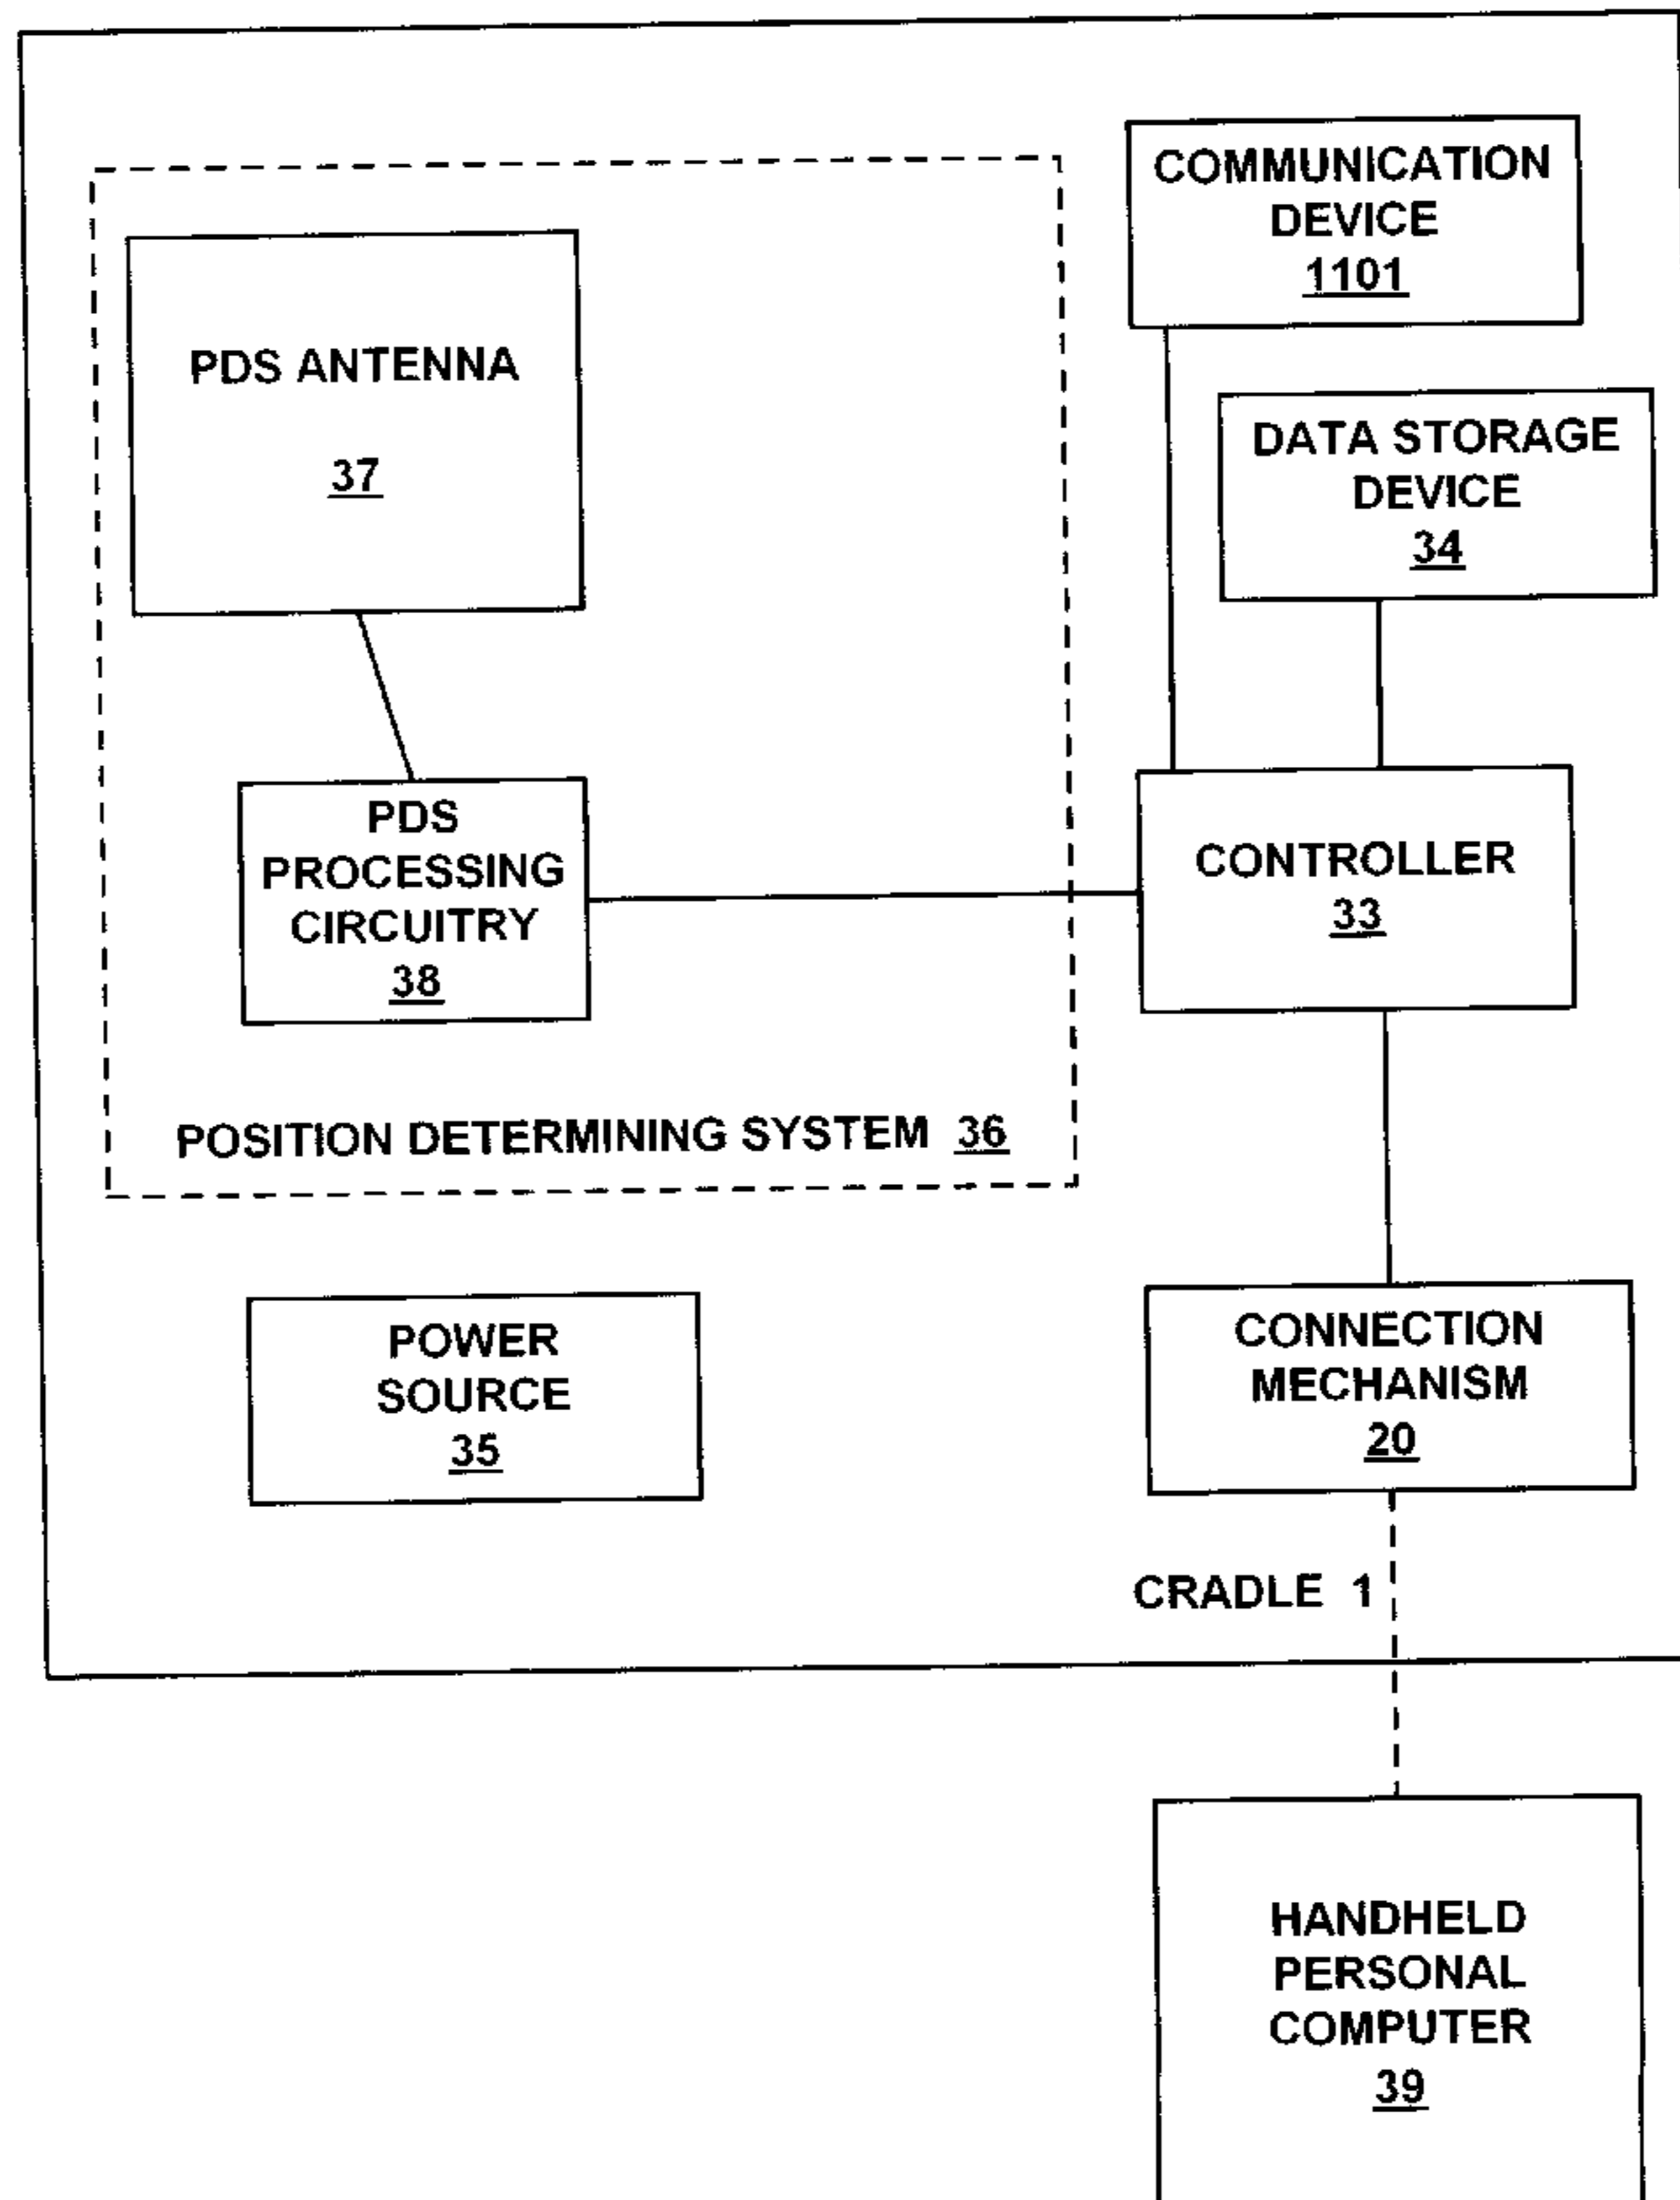 COMMUNICATION
DEVICE
1101
PDS ANTENNA
37
DATA STORAGE
DEVICE
34
PDS
PROCESSING
CIRCUITRY
38
CONTROLLER
33
POSITION DETERMINING SYSTEM 36
POWER
SOURCE
35
CONNECTION
MECHANISM
20
CRADLE 1
HANDHELD
PERSONAL
COMPUTER
39